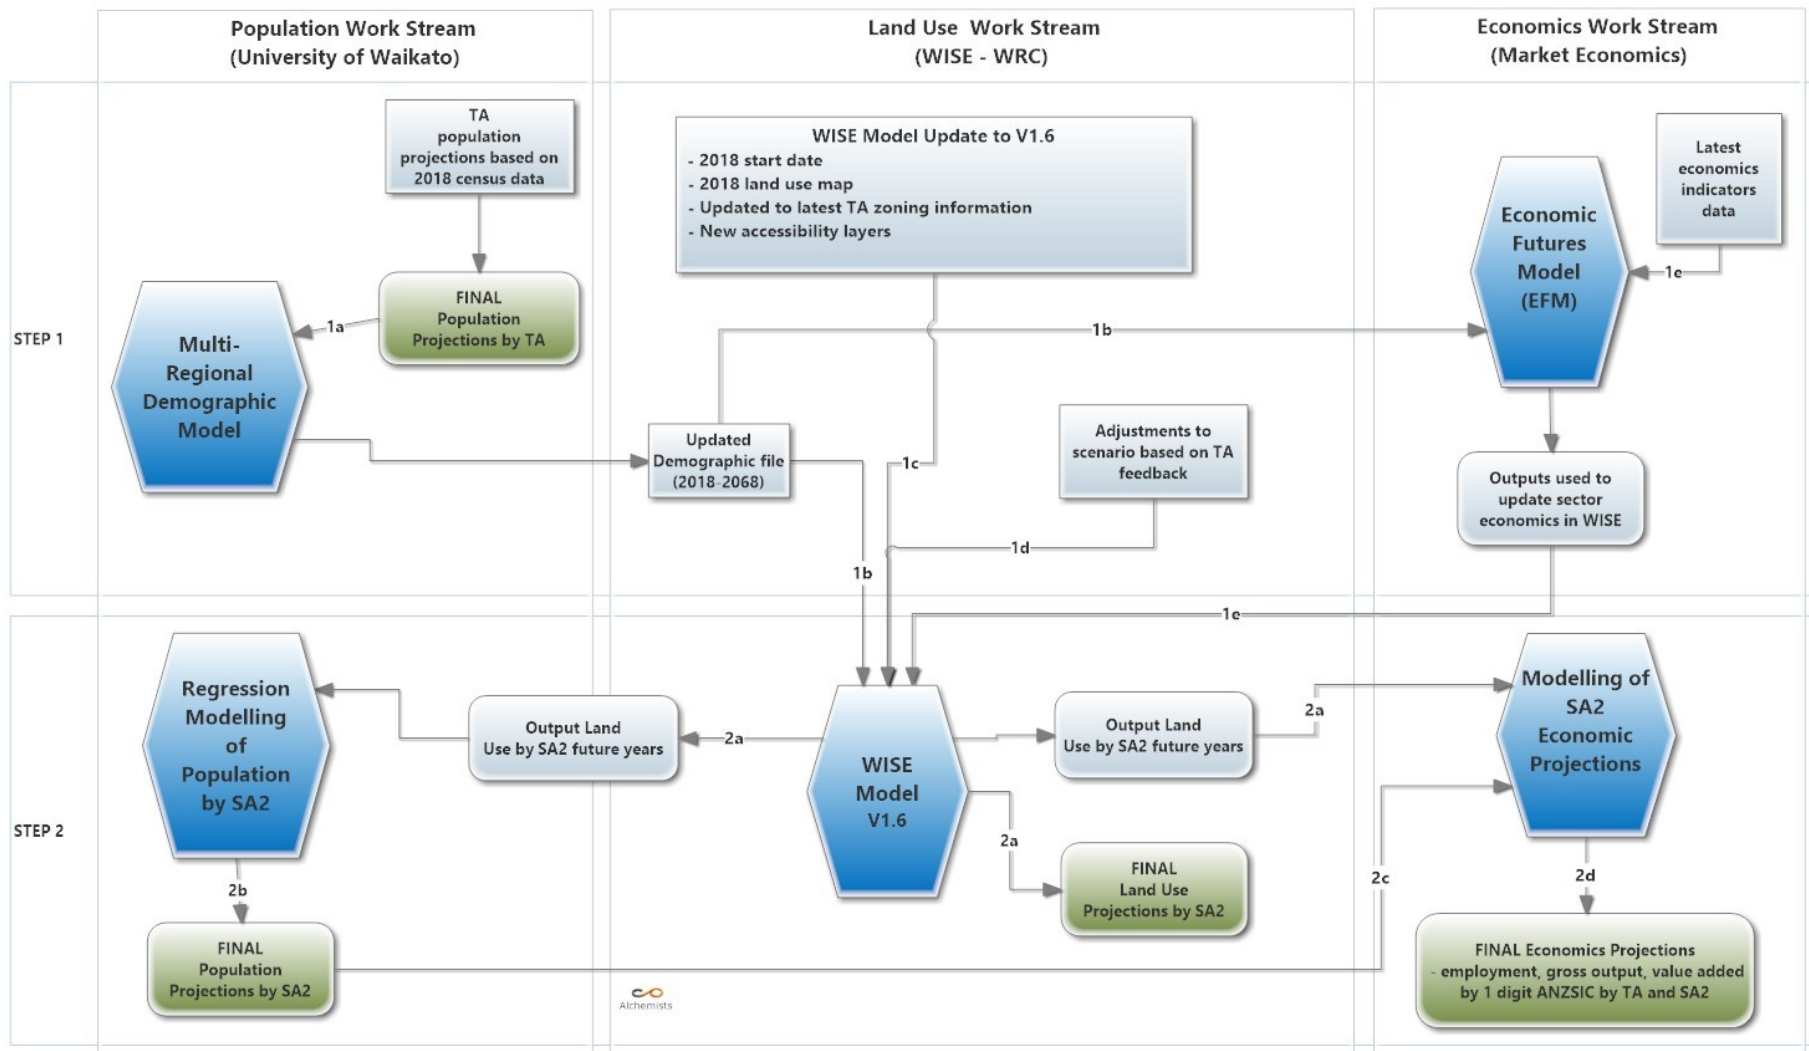 Population Work Stream
(University of Waikato)
Land Use  Work Stream
(WISE - WRC)
Economics Work Stream
(Market Economics)
STEP 1
TA
population
projections based on
2018 census data
FINAL
Population
Projections by TA
1a
Multi-
Regional
Demographic
Model
WISE Model Update to V1.6
- 2018 start date
- 2018 land use map
- Updated to latest TA zoning information
- New accessibility layers
Updated
Demographic file
(2018-2068)
1b
1c
Adjustments to
scenario based on TA
feedback
1d
1b
Economic
Futures
Model
(EFM)
Latest
economics
indicators
data
1e
Outputs used to
update sector
economics in WISE
1e
STEP 2
Regression
Modelling
of
Population
by SA2
Output Land
Use by SA2 future years
2a
WISE
Model
V1.6
Output Land
Use by SA2 future years
2a
Modelling of
SA2
Economic
Projections
2a
FINAL
Land Use
Projections by SA2
2b
FINAL
Population
Projections by SA2
2c
2d
FINAL Economics Projections
- employment, gross output, value added
by 1 digit ANZSIC by TA and SA2
Alchemists